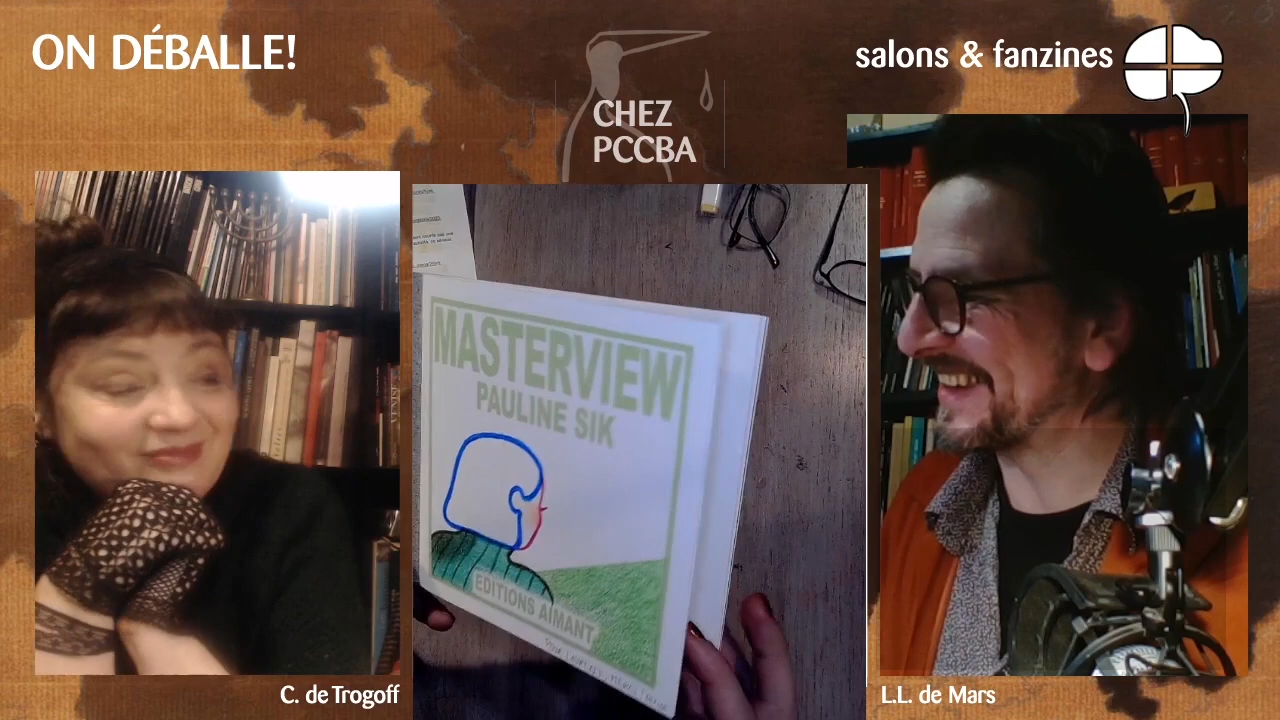 ON DÉBALLE!
CHEZ
PCCBA
salons & fanzines
MASTERVIEW
PAULINE SIK
EDITIONS AIMANT
C. de Trogoff
L.L. de Mars